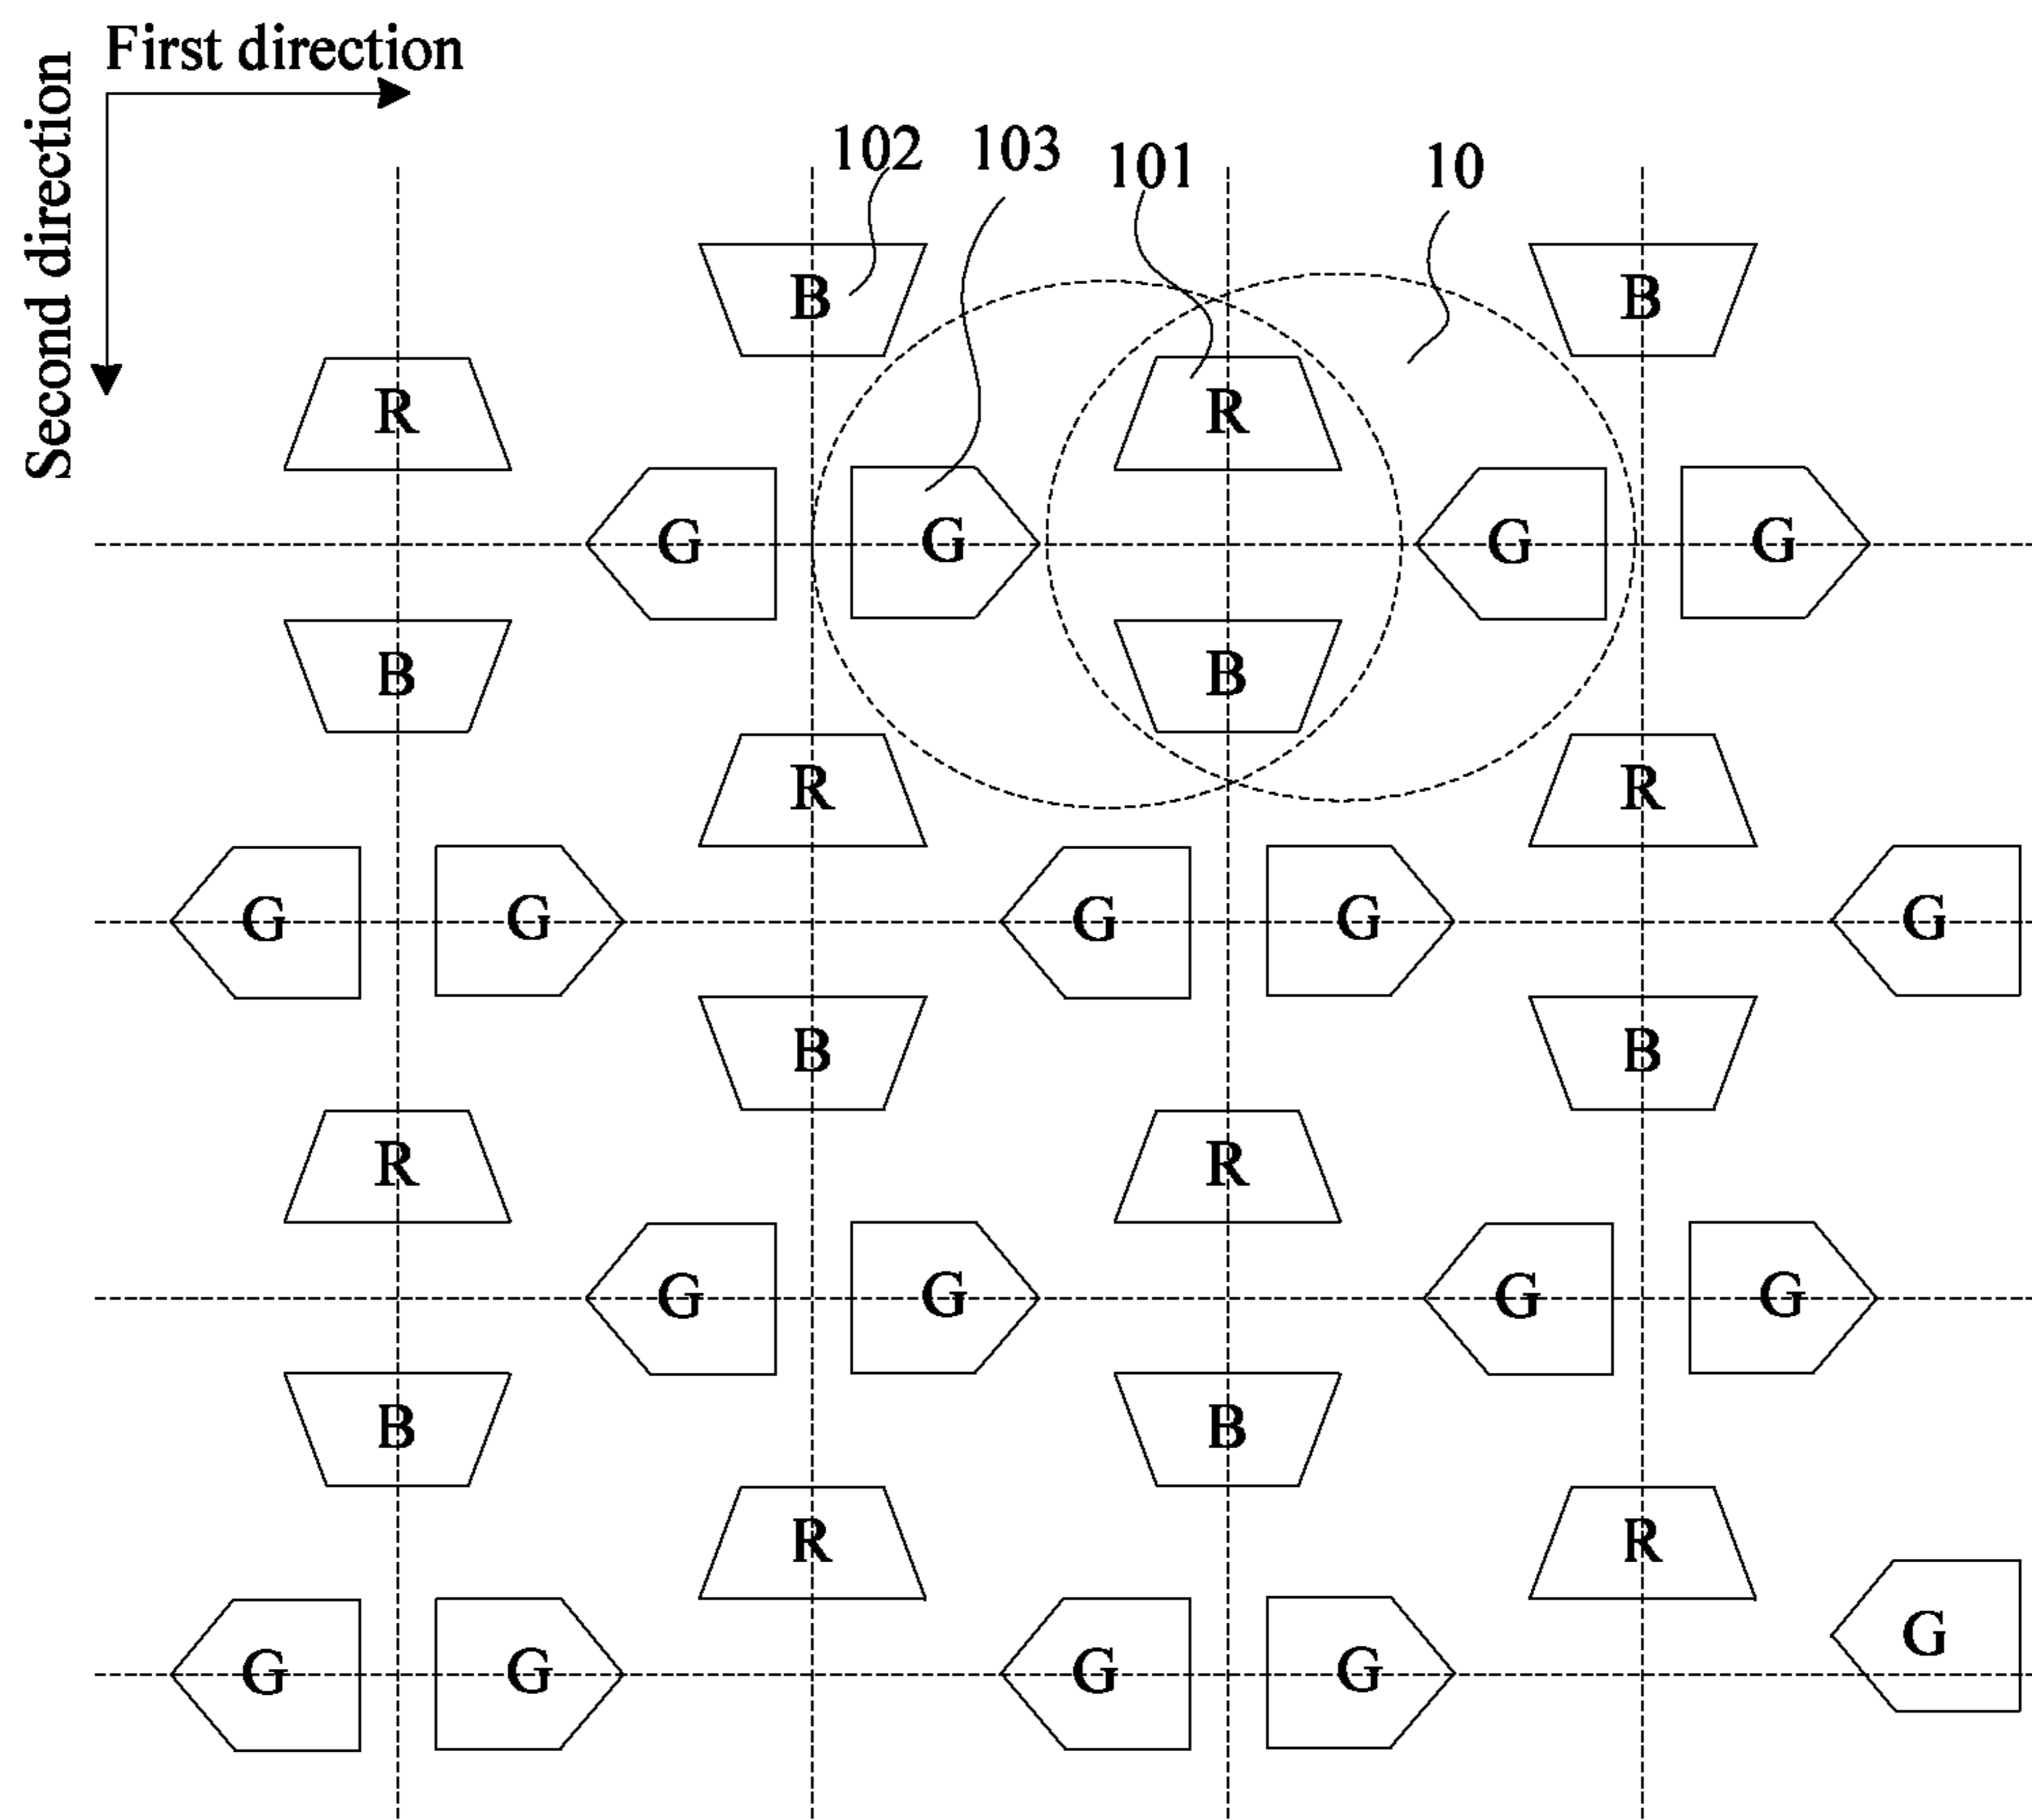 First direction
Second direction
102 103 101 10
B B
R R
G G G G
B B
R R
G G G G G
B B
R R
G G G G
B B
R R
G G G G G